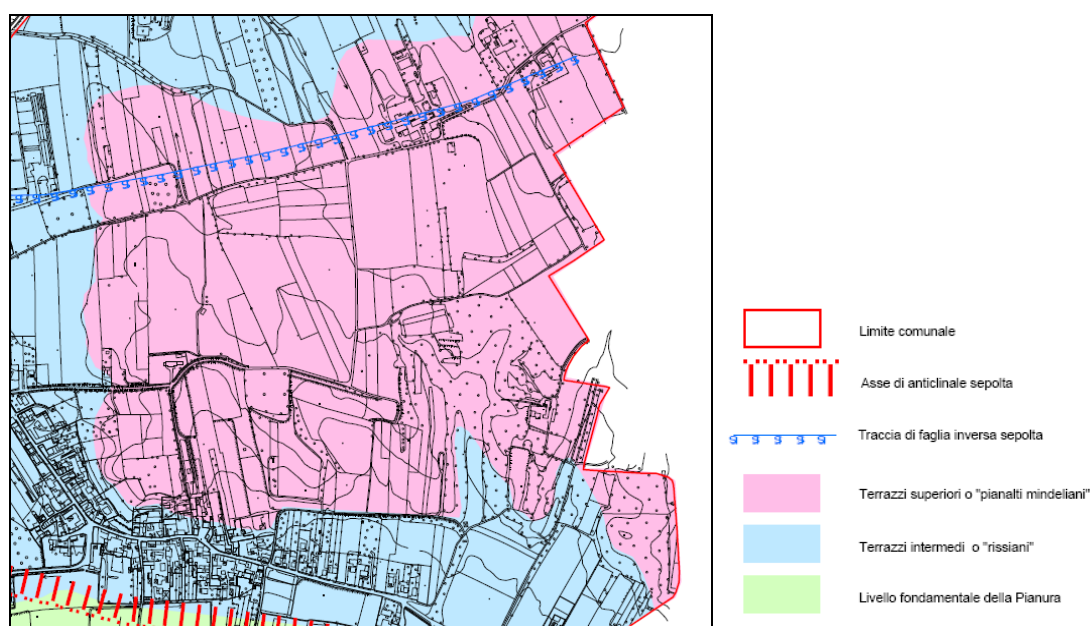 Limite comunale
Asse di anticlinale sepolta
Traccia di faglia inversa sepolta
Terrazzi superiori o "pianalti mindeliani"
Terrazzi intermedi o "rissiani"
Livello fondamentale della Pianura